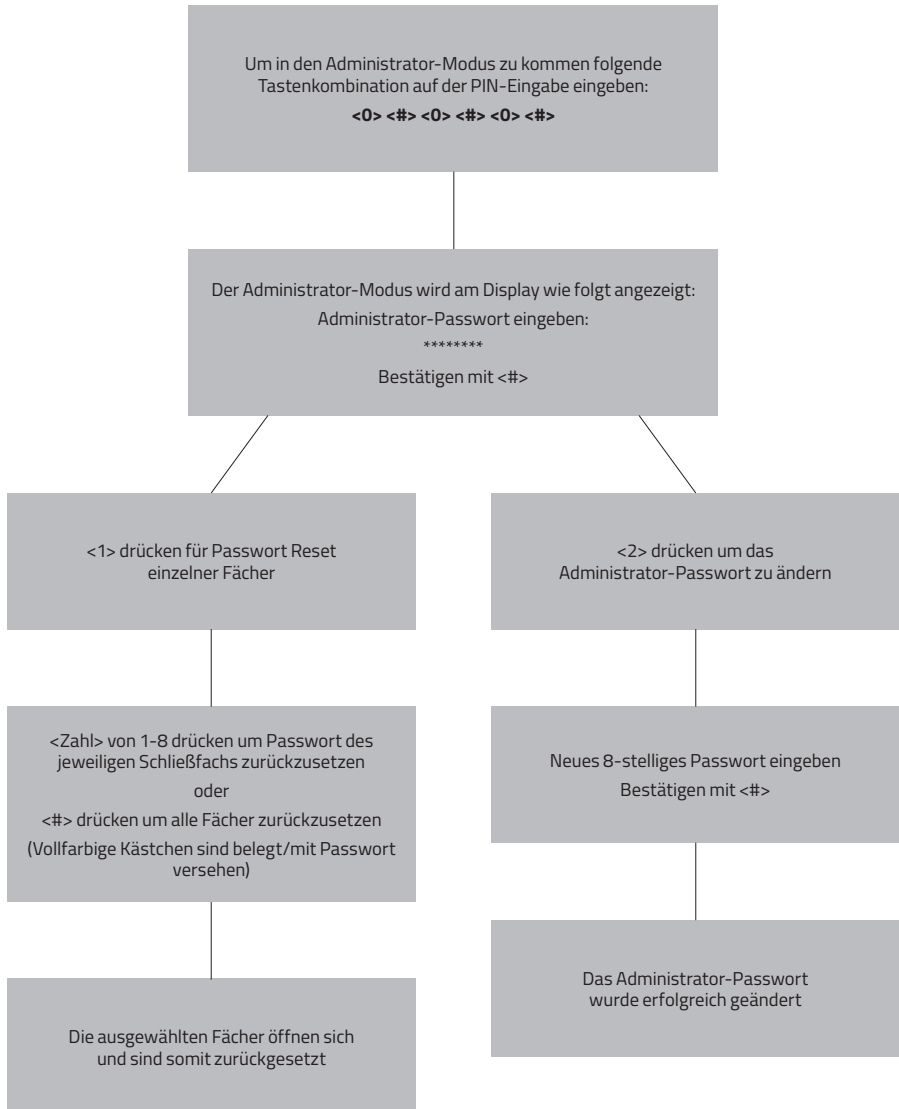 Um in den Administrator-Modus zu kommen folgende
Tastenkombination auf der PIN-Eingabe eingeben:
<0> <#> <0> <#> <0> <#>
Der Administrator-Modus wird am Display wie folgt angezeigt:
Administrator-Passwort eingeben:
********
Bestätigen mit <#>
<1> drücken für Passwort Reset
einzelner Fächer
<Zahl> von 1-8 drücken um Passwort des
jeweiligen Schließfachs zurückzusetzen
oder
<#> drücken um alle Fächer zurückzusetzen
(Vollfarbige Kästchen sind belegt/mit Passwort
versehen)
Die ausgewählten Fächer öffnen sich
und sind somit zurückgesetzt
<2> drücken um das
Administrator-Passwort zu ändern
Neues 8-stelliges Passwort eingeben
Bestätigen mit <#>
Das Administrator-Passwort
wurde erfolgreich geändert